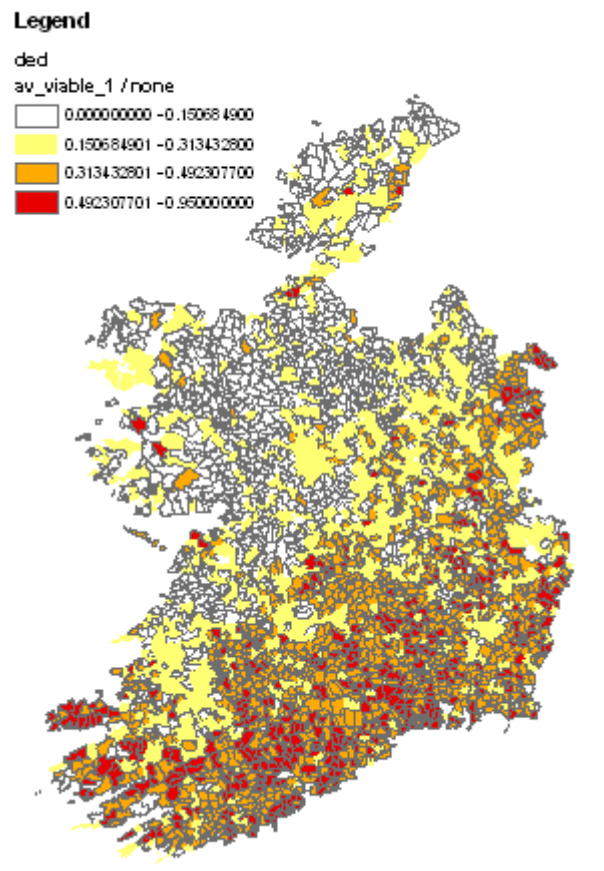 Legend
ded
av_viable_1 / none
0.000000000 - 0.150684900
0.150684901 - 0.313432800
0.313432801 - 0.492307700
0.492307701 - 0.950000000